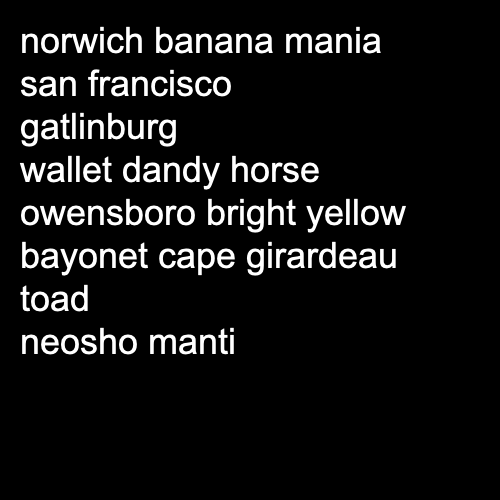 norwich banana mania
san francisco
gatlinburg
wallet dandy horse
owensboro bright yellow
bayonet cape girardeau
toad
neosho manti